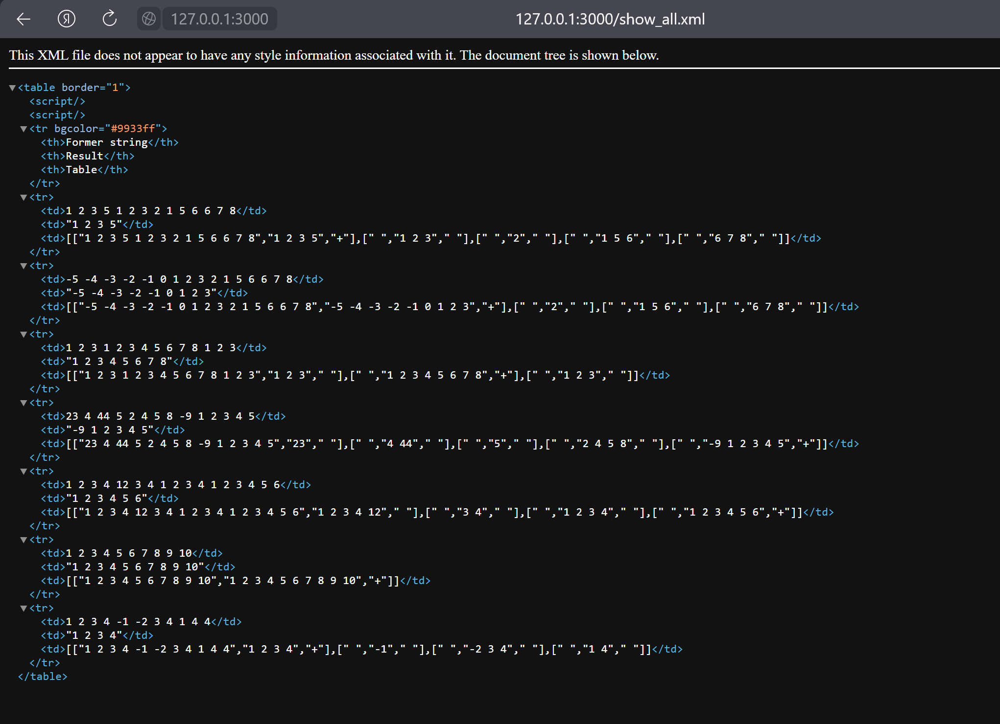 127.0.0.1:3000 127.0.0.1:3000/show_all.xml
This XML file does not appear to have any style information associated with it. The document tree is shown below.
▼<table border="1">
<script/>
<script/>
▼<tr bgcolor="#9933ff">
<th>Former string</th>
<th>Result</th>
<th>Table</th>
</tr>
▼<tr>
<td>1 2 3 5 1 2 3 2 1 5 6 6 7 8</td>
<td>"1 2 3 5"</td>
<td>[["1 2 3 5 1 2 3 2 1 5 6 6 7 8","1 2 3 5","+"],[" ","1 2 3"," "],[" ","2"," "],[" ","1 5 6"," "],[" ","6 7 8"," "]]</td>
</tr>
▼<tr>
<td>-5 -4 -3 -2 -1 0 1 2 3 2 1 5 6 6 7 8</td>
<td>"-5 -4 -3 -2 -1 0 1 2 3"</td>
<td>[["-5 -4 -3 -2 -1 0 1 2 3 2 1 5 6 6 7 8","-5 -4 -3 -2 -1 0 1 2 3","+"],[" ","2"," "],[" ","1 5 6"," "],[" ","6 7 8"," "]]</td>
</tr>
▼<tr>
<td>1 2 3 1 2 3 4 5 6 7 8 1 2 3</td>
<td>"1 2 3 4 5 6 7 8"</td>
<td>[["1 2 3 1 2 3 4 5 6 7 8 1 2 3","1 2 3"," "],[" ","1 2 3 4 5 6 7 8","+"],[" ","1 2 3"," "]]</td>
</tr>
▼<tr>
<td>23 4 44 5 2 4 5 8 -9 1 2 3 4 5</td>
<td>"-9 1 2 3 4 5"</td>
<td>[["23 4 44 5 2 4 5 8 -9 1 2 3 4 5","23"," "],[" ","4 44"," "],[" ","5"," "],[" ","2 4 5 8"," "],[" ","-9 1 2 3 4 5","+"]]</td>
</tr>
▼<tr>
<td>1 2 3 4 12 3 4 1 2 3 4 1 2 3 4 5 6</td>
<td>"1 2 3 4 5 6"</td>
<td>[["1 2 3 4 12 3 4 1 2 3 4 1 2 3 4 5 6","1 2 3 4 12"," "],[" ","3 4"," "],[" ","1 2 3 4"," "],[" ","1 2 3 4 5 6","+"]]</td>
</tr>
▼<tr>
<td>1 2 3 4 5 6 7 8 9 10</td>
<td>"1 2 3 4 5 6 7 8 9 10"</td>
<td>[["1 2 3 4 5 6 7 8 9 10","1 2 3 4 5 6 7 8 9 10","+"]]</td>
</tr>
▼<tr>
<td>1 2 3 4 -1 -2 3 4 1 4 4</td>
<td>"1 2 3 4"</td>
<td>[["1 2 3 4 -1 -2 3 4 1 4 4","1 2 3 4","+"],[" ","-1"," "],[" ","-2 3 4"," "],[" ","1 4"," "]]</td>
</tr>
</table>